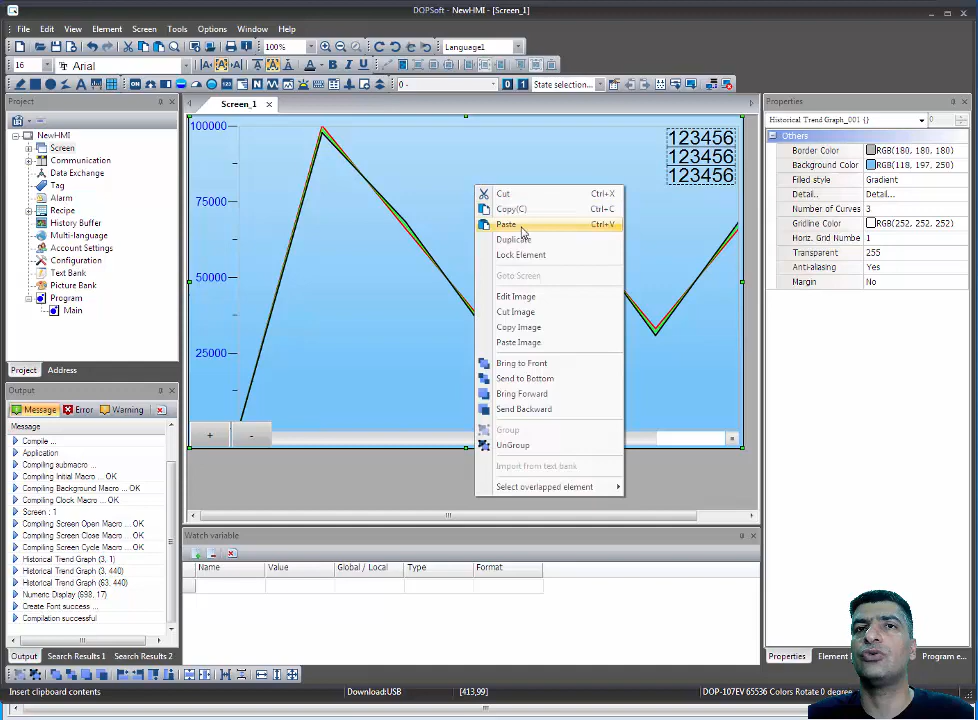 DOPSoft - NewHMI - [Screen_1]
File Edit View Element Screen Tools Options Window Help
100% Language1
16 Arial
0 - 0 1 State selection...
Project
NewHMI
Screen
Communication
Data Exchange
Tag
Alarm
Recipe
History Buffer
Multi-language
Account Settings
Configuration
Text Bank
Picture Bank
Program
Main
Project Address
Screen_1
100000
75000
50000
25000
123456
123456
123456
+ -
Cut Ctrl+X
Copy(C) Ctrl+C
Paste Ctrl+V
Duplicate
Lock Element
Goto Screen
Edit Image
Cut Image
Copy Image
Paste Image
Bring to Front
Send to Bottom
Bring Forward
Send Backward
Group
UnGroup
Import from text bank
Select overlapped element
Properties
Historical Trend Graph_001 {} 0
Others
Border Color RGB(180, 180, 180)
Background Color RGB(118, 197, 250)
Filled style Gradient
Detail.. Detail...
Number of Curves 3
Gridline Color RGB(252, 252, 252)
Horiz. Grid Numbe 1
Transparent 255
Anti-aliasing Yes
Margin No
Output
Message Error Warning
Message
Compile ...
Application
Compiling submacro ...
Compiling Initial Macro ... OK
Compiling Background Macro ... OK
Compiling Clock Macro ... OK
Screen : 1
Compiling Screen Open Macro ... OK
Compiling Screen Close Macro ... OK
Compiling Screen Cycle Macro ... OK
Historical Trend Graph (3, 1)
Historical Trend Graph (3, 440)
Historical Trend Graph (63, 440)
Numeric Display (698, 17)
Create Font success ...
Compilation successful
Output Search Results 1 Search Results 2
Watch variable
Name Value Global / Local Type Format
Properties Element Program e...
Insert clipboard contents Download:USB [413,99] DOP-107EV 65536 Colors Rotate 0 degree